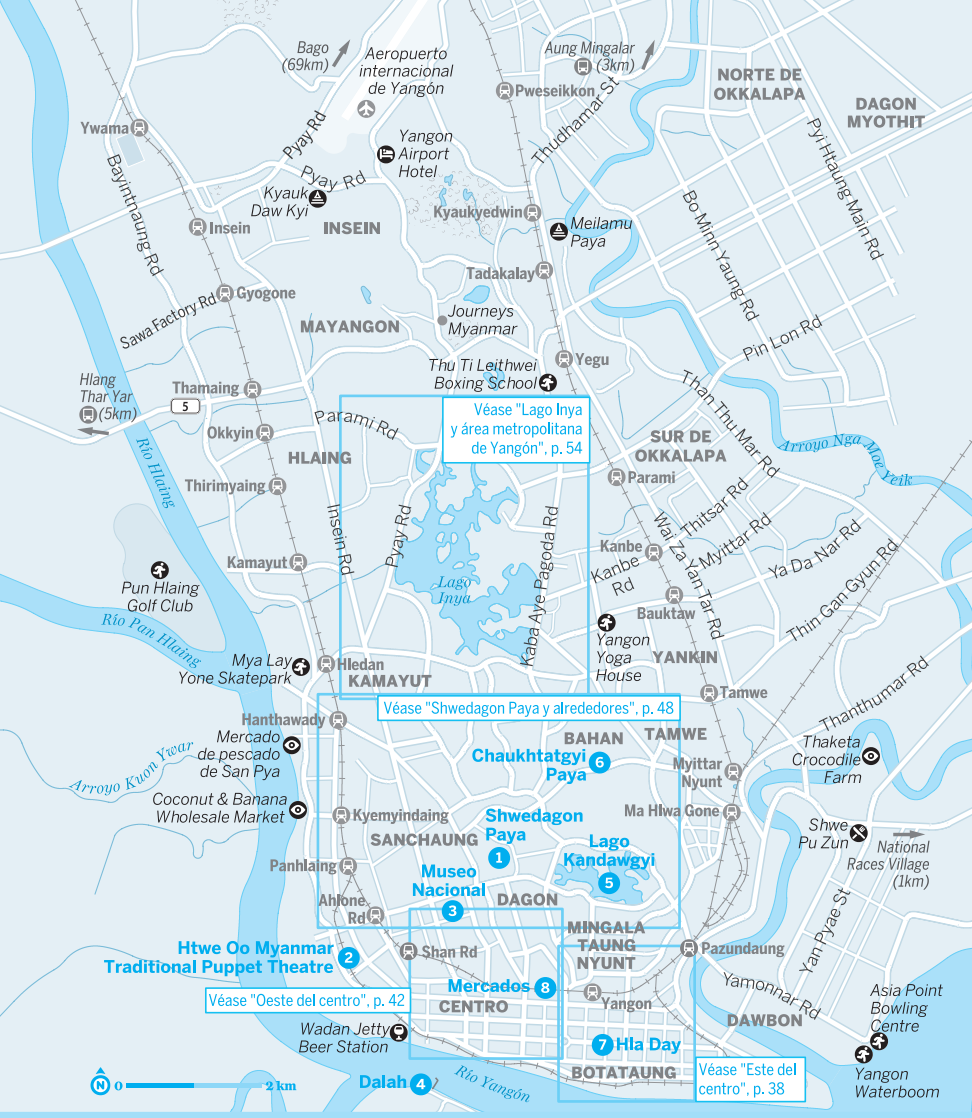 Bago
(69km)
Aeropuerto
internacional
de Yangón
Aung Mingalar
(3km)
NORTE DE
OKKALAPA
DAGON
MYOTHIT
Pweseikkon
Ywama
Pyay Rd
Yangon
Airport
Hotel
Thudhamar St
Pyi Htaung Main Rd
Bayintnaung Rd
Pyay Rd
Kyauk
Daw Kyi
Insein
INSEIN
Kyaukyedwin
Meilamu
Paya
Bo Minn Yaung Rd
Tadakalay
Gyogone
Sawa Factory Rd
MAYANGON
Journeys
Myanmar
Pin Lon Rd
Yegu
Thu Ti Leithwei
Boxing School
Hlang
Thar Yar
(5km)
Thamaing
5
Than Thu Mar Rd
Parami Rd
Véase "Lago Inya
y área metropolitana
de Yangón", p. 54
Okkyin
HLAING
SUR DE
OKKALAPA
Arroyo Nga Moe Yeik
Río Hlaing
Thirimyaing
Parami
Insein Rd
Pyay Rd
Kaba Aye Pagoda Rd
Wai Za Yan Tar Rd
Thitsar Rd
Myittar Rd
Ya Da Nar Rd
Thin Gan Gyun Rd
Kanbe
Kanbe
Rd
Kamayut
Pun Hlaing
Golf Club
Lago
Inya
Bauktaw
Río Pan Hlaing
Yangon
Yoga
House
YANKIN
Mya Lay
Yone Skatepark
Hledan
KAMAYUT
Tamwe
Thanthumar Rd
Véase "Shwedagon Paya y alrededores", p. 48
Hanthawady
Mercado
de pescado
de San Pya
BAHAN
TAMWE
Chaukhtatgyi
Paya
6
Myittar
Nyunt
Thaketa
Crocodile
Farm
Arroyo Kuon Ywar
Coconut & Banana
Wholesale Market
Kyemyindaing
SANCHAUNG
Shwedagon
Paya
1
Ma Hlwa Gone
Lago
Kandawgyi
5
Shwe
Pu Zun
National
Races Village
(1km)
Panhlaing
Museo
Nacional
3
DAGON
Ahlone
Rd
MINGALA
TAUNG
NYUNT
Yan Pyae St
Htwe Oo Myanmar
Traditional Puppet Theatre
2
Shan Rd
Pazundaung
Mercados
8
Yamonnar Rd
Véase "Oeste del centro", p. 42
CENTRO
Yangon
Asia Point
Bowling
Centre
DAWBON
Wadan Jetty
Beer Station
7
Hla Day
BOTATAUNG
Véase "Este del
centro", p. 38
Yangon
Waterboom
Dalah
4
Río Yangón
N
0
2 km